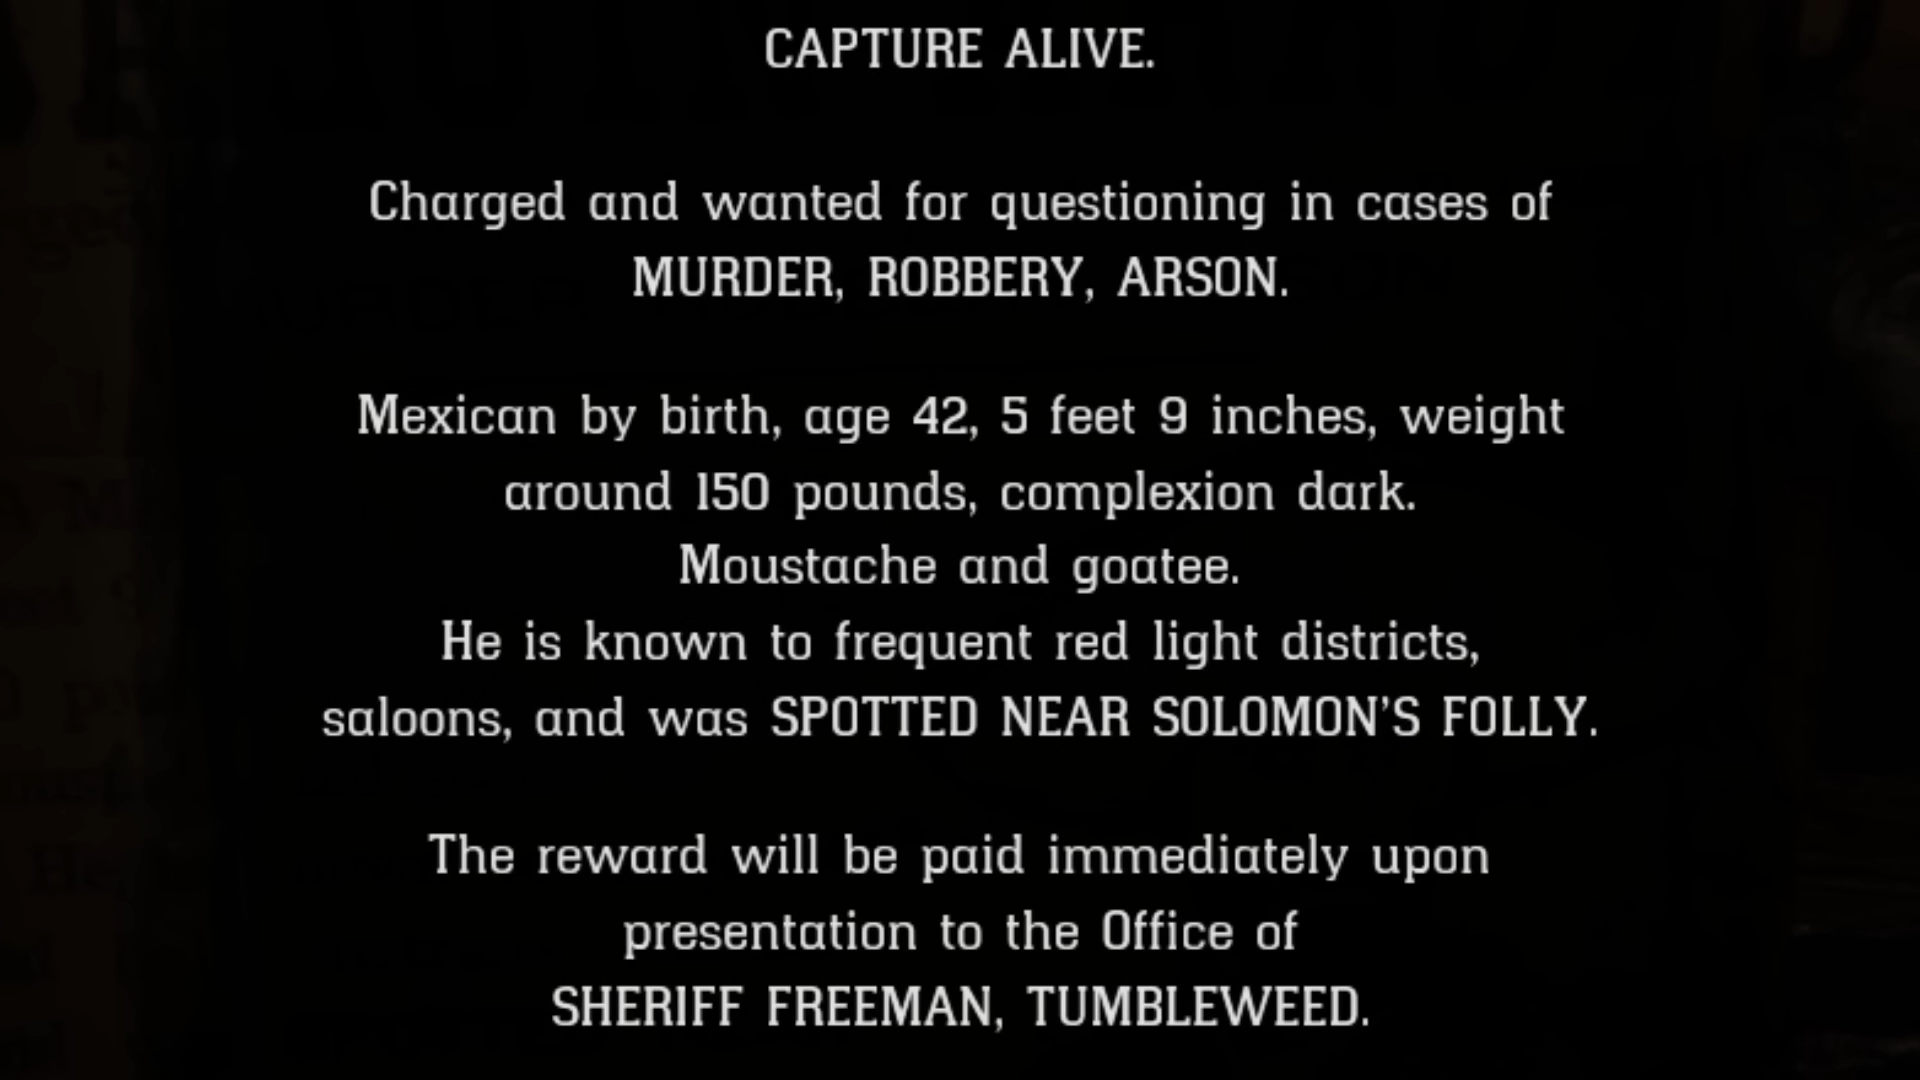 CAPTURE ALIVE.
Charged and wanted for questioning in cases of
MURDER, ROBBERY, ARSON.
Mexican by birth, age 42, 5 feet 9 inches, weight
around 150 pounds, complexion dark.
Moustache and goatee.
He is known to frequent red light districts,
saloons, and was SPOTTED NEAR SOLOMON'S FOLLY.
The reward will be paid immediately upon
presentation to the Office of
SHERIFF FREEMAN, TUMBLEWEED.